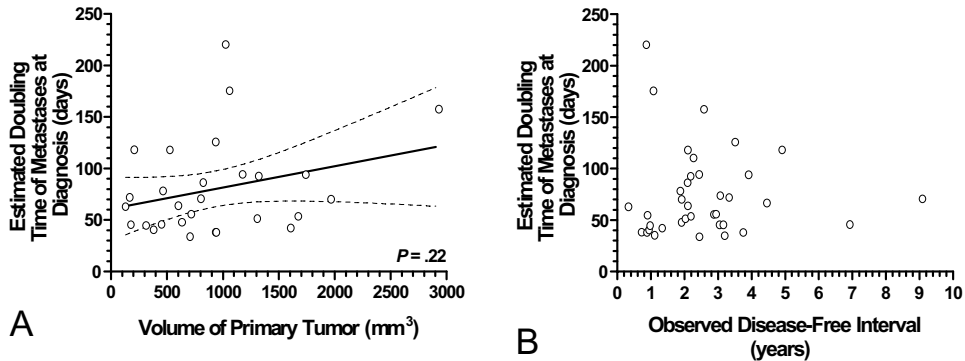 Estimated Doubling
Time of Metastases at
Diagnosis (days)
250
200
150
100
50
0
P = .22
0 500 1000 1500 2000 2500 3000
A
Volume of Primary Tumor (mm³)
Estimated Doubling
Time of Metastases at
Diagnosis (days)
250
200
150
100
50
0
0 1 2 3 4 5 6 7 8 9 10
B
Observed Disease-Free Interval
(years)